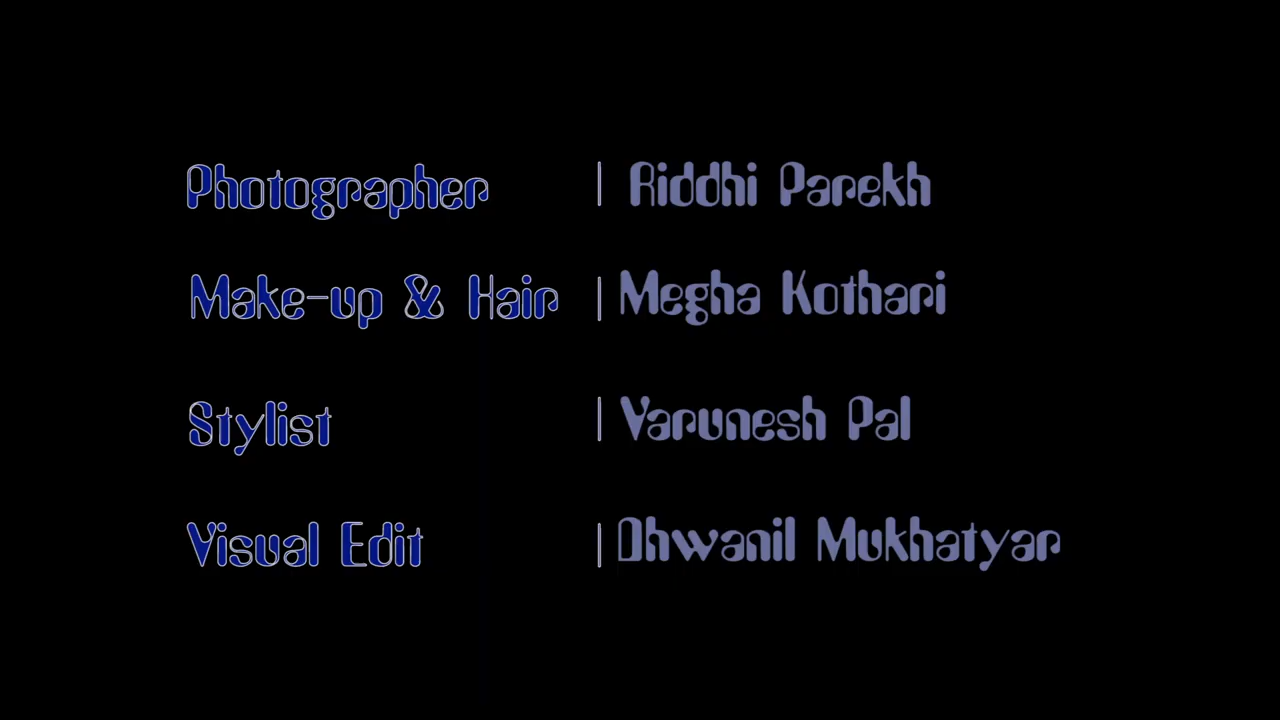 Photographer | Riddhi Parekh
Make-up & Hair | Megha Kothari
Stylist | Varunesh Pal
Visual Edit | Dhwanil Mukhatyar